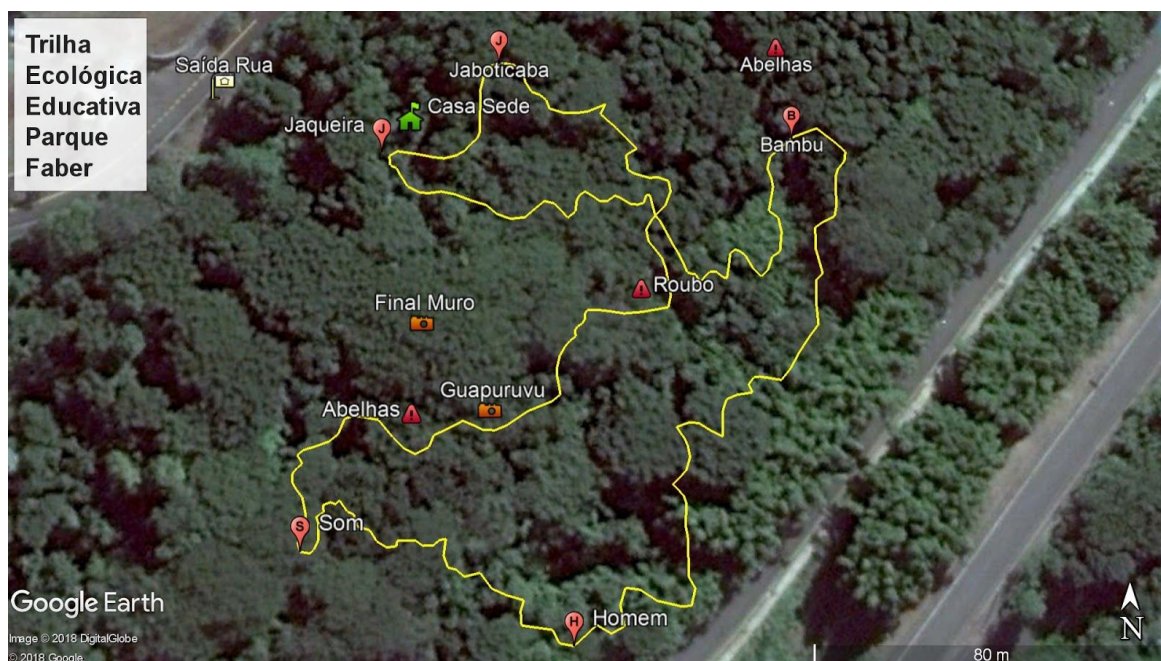 Trilha
Ecológica
Educativa
Parque
Faber
Saída Rua
J
Jaboticaba
Abelhas
Casa Sede
Jaqueira
J
B
Bambu
Roubo
Final Muro
Guapuruvu
Abelhas
S
Som
H
Homem
Google Earth
Image © 2018 DigitalGlobe
© 2018 Google
N
80 m